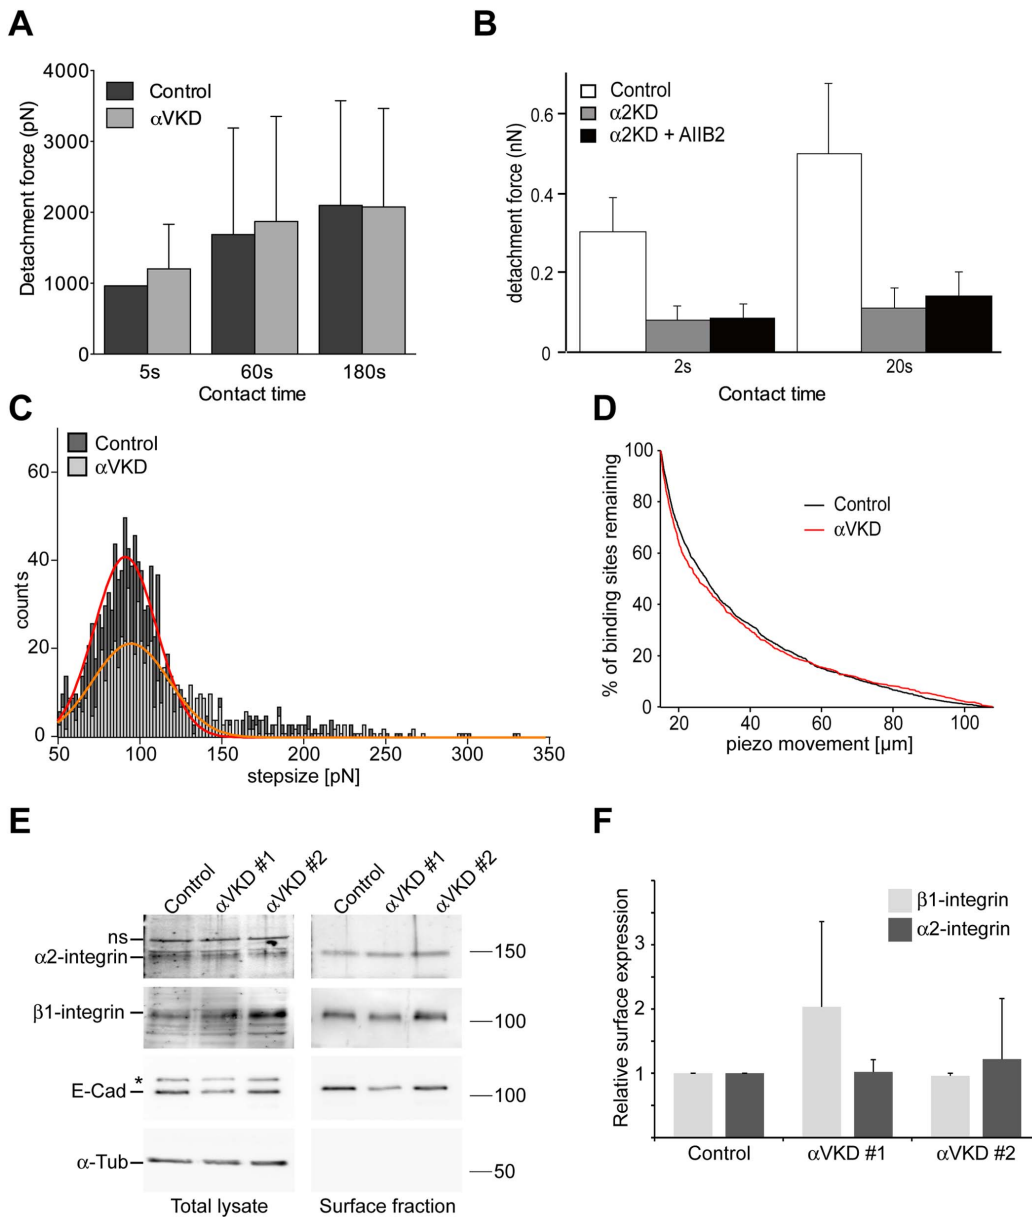 A
Detachment force (pN)
4000
3000
2000
1000
0
Control
αVKD
5s
60s
180s
Contact time
B
detachment force (nN)
0.6
0.4
0.2
0
Control
α2KD
α2KD + AIIB2
2s
20s
Contact time
C
counts
60
40
20
0
Control
αVKD
50
100
150
200
250
300
350
stepsize [pN]
D
% of binding sites remaining
100
80
60
40
20
0
Control
αVKD
20
40
60
80
100
piezo movement [µm]
E
Control
αVKD #1
αVKD #2
Control
αVKD #1
αVKD #2
ns
α2-integrin
150
β1-integrin
100
*
E-Cad
100
α-Tub
50
Total lysate
Surface fraction
F
Relative surface expression
3
2
1
β1-integrin
α2-integrin
Control
αVKD #1
αVKD #2